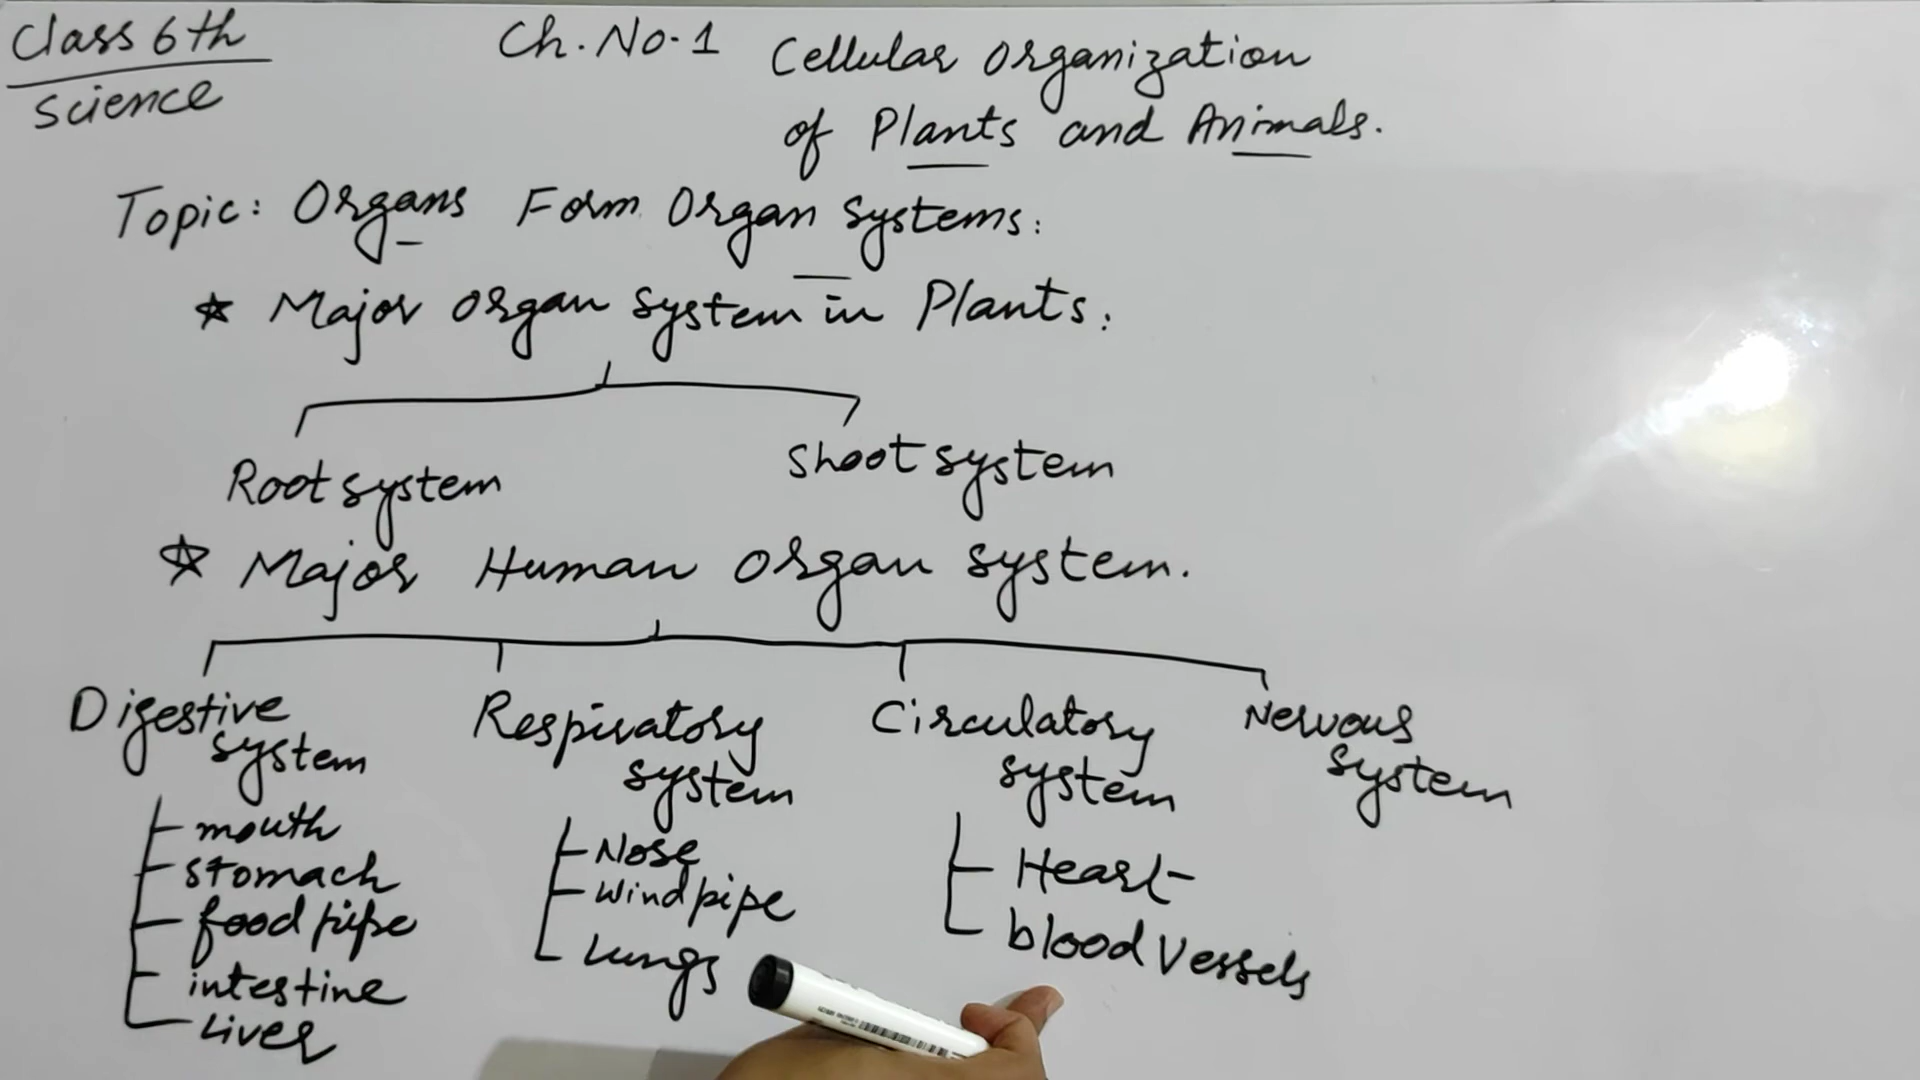 Class 6th
Science
Ch. No. 1 Cellular Organization
of Plants and Animals.
Topic: Organs Form Organ Systems:
☆ Major organ system in Plants:
Root system
Shoot system
☆ Major Human organ system.
Digestive
system
mouth
stomach
food pipe
intestine
Liver
Respiratory
system
Nose
Windpipe
Lungs
Circulatory
system
Heart
blood Vessels
Nervous
System